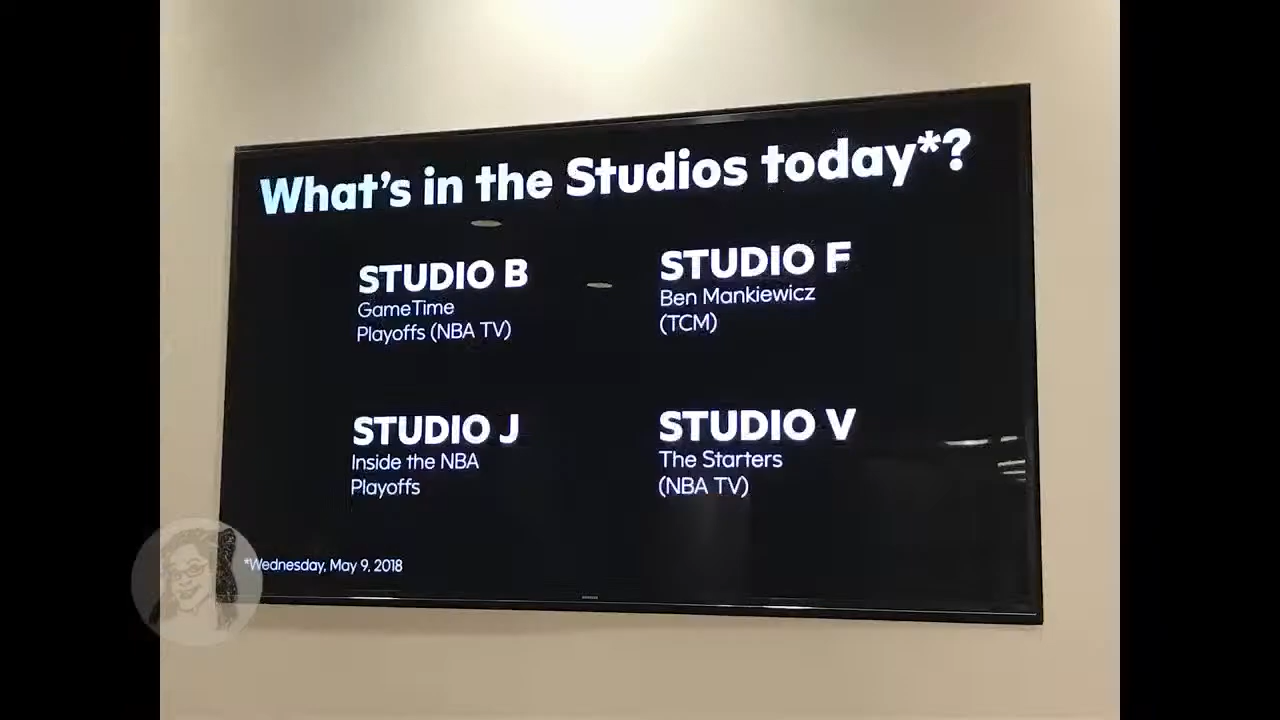 What's in the Studios today*?
STUDIO B
GameTime
Playoffs (NBA TV)
STUDIO F
Ben Mankiewicz
(TCM)
STUDIO J
Inside the NBA
Playoffs
STUDIO V
The Starters
(NBA TV)
*Wednesday, May 9, 2018